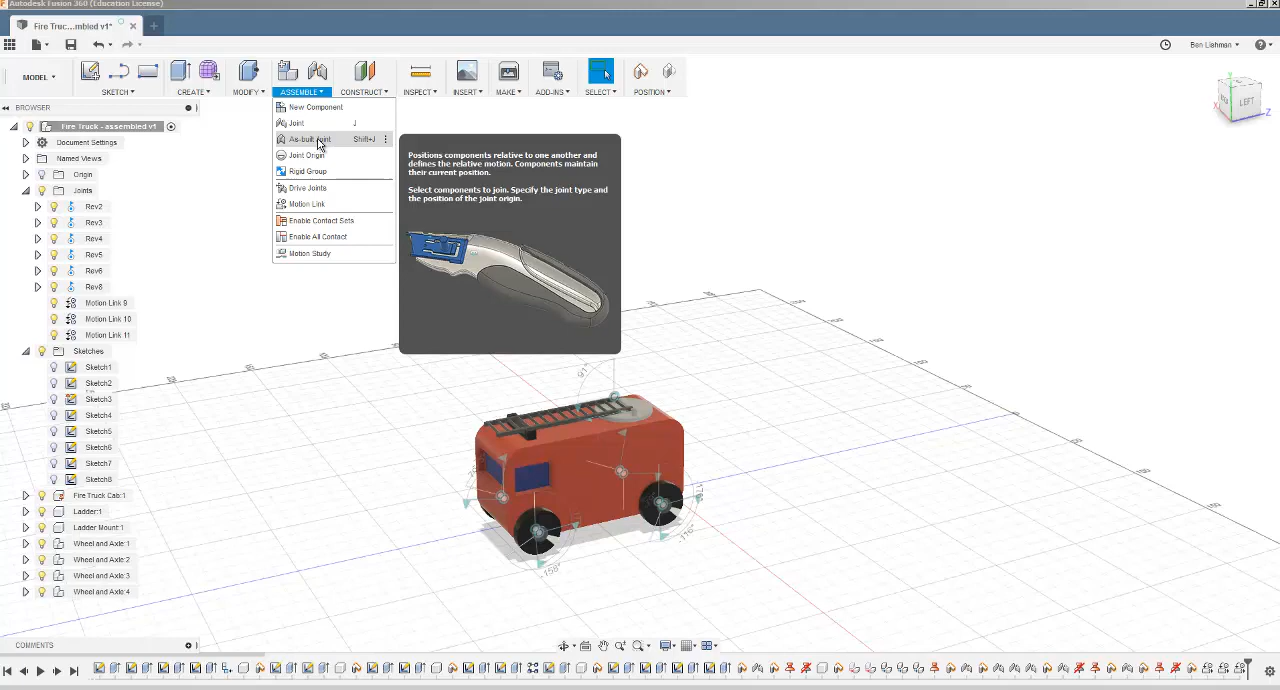 Autodesk Fusion 360 (Education License)
Fire Truc...mbled v1*
Ben Lishman
MODEL
SKETCH
CREATE
MODIFY
ASSEMBLE
CONSTRUCT
INSPECT
INSERT
MAKE
ADD-INS
SELECT
POSITION
BROWSER
Fire Truck - assembled v1
Document Settings
Named Views
Origin
Joints
Rev2
Rev3
Rev4
Rev5
Rev6
Rev8
Motion Link 9
Motion Link 10
Motion Link 11
Sketches
Sketch1
Sketch2
Sketch3
Sketch4
Sketch5
Sketch6
Sketch7
Sketch8
Fire Truck Cab:1
Ladder:1
Ladder Mount:1
Wheel and Axle:1
Wheel and Axle:2
Wheel and Axle:3
Wheel and Axle:4
New Component
Joint J
As-built Joint Shift+J
Joint Origin
Rigid Group
Drive Joints
Motion Link
Enable Contact Sets
Enable All Contact
Motion Study
Positions components relative to one another and
defines the relative motion. Components maintain
their current position.
Select components to join. Specify the joint type and
the position of the joint origin.
LEFT
Y
X
Z
91°
-158°
-176°
COMMENTS